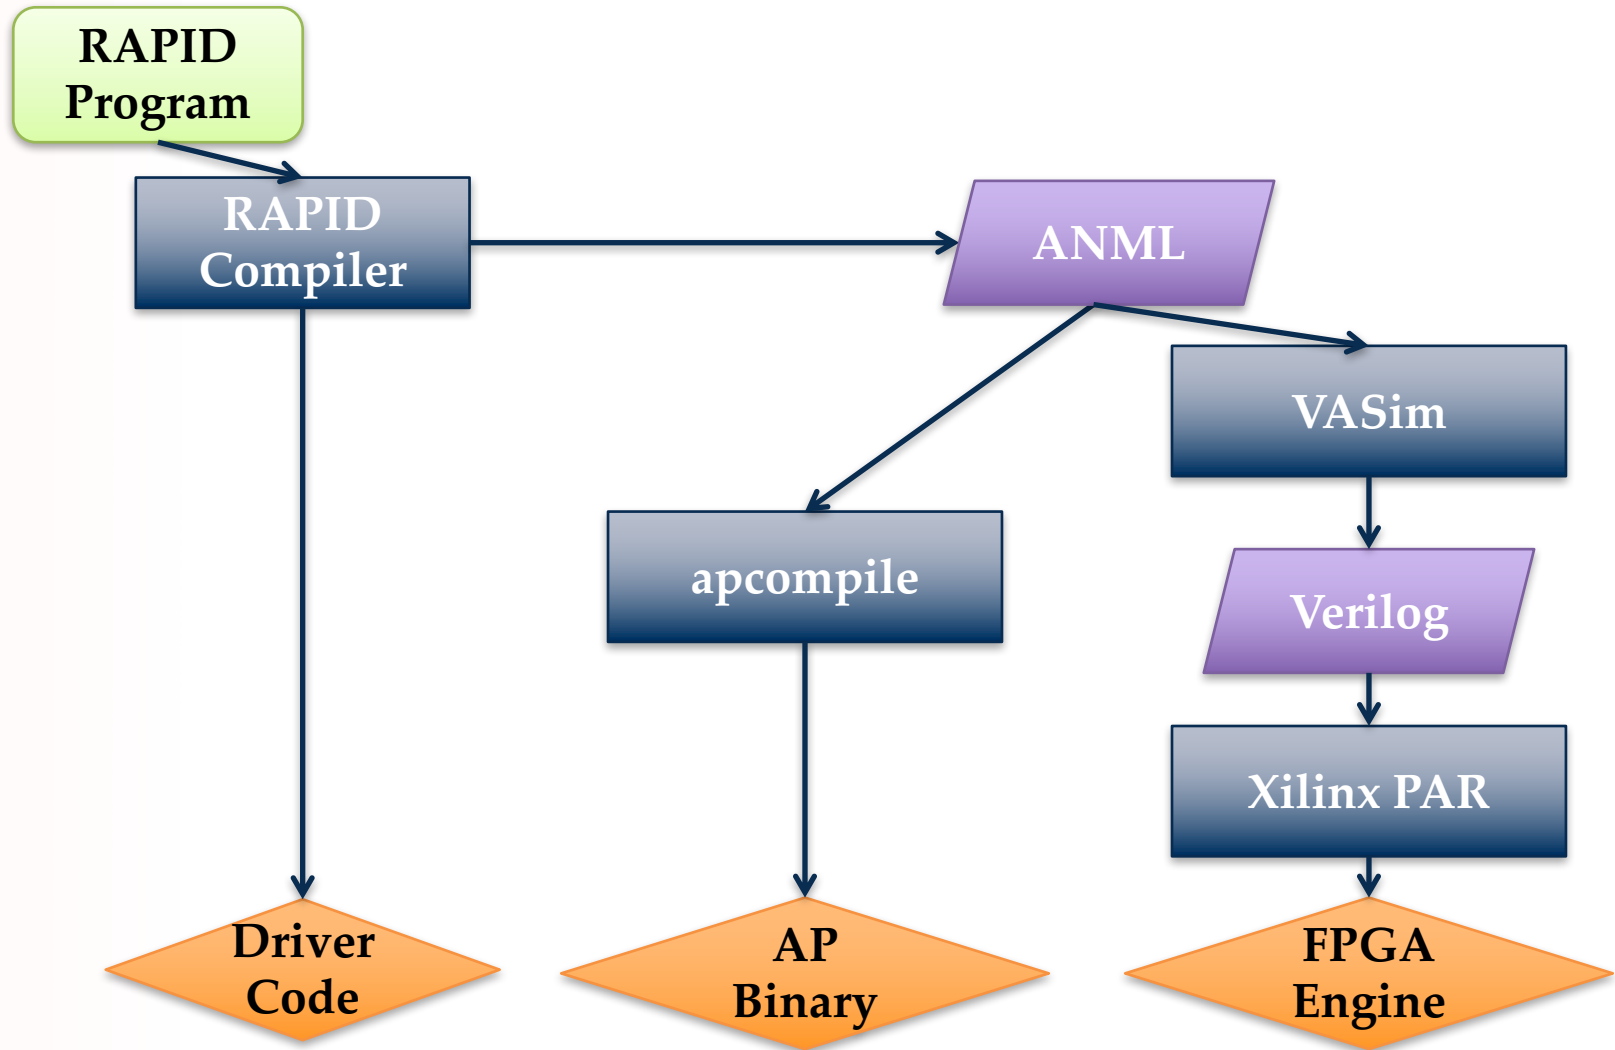 RAPID
Program
RAPID
Compiler
ANML
VASim
apcompile
Verilog
Xilinx PAR
Driver
Code
AP
Binary
FPGA
Engine